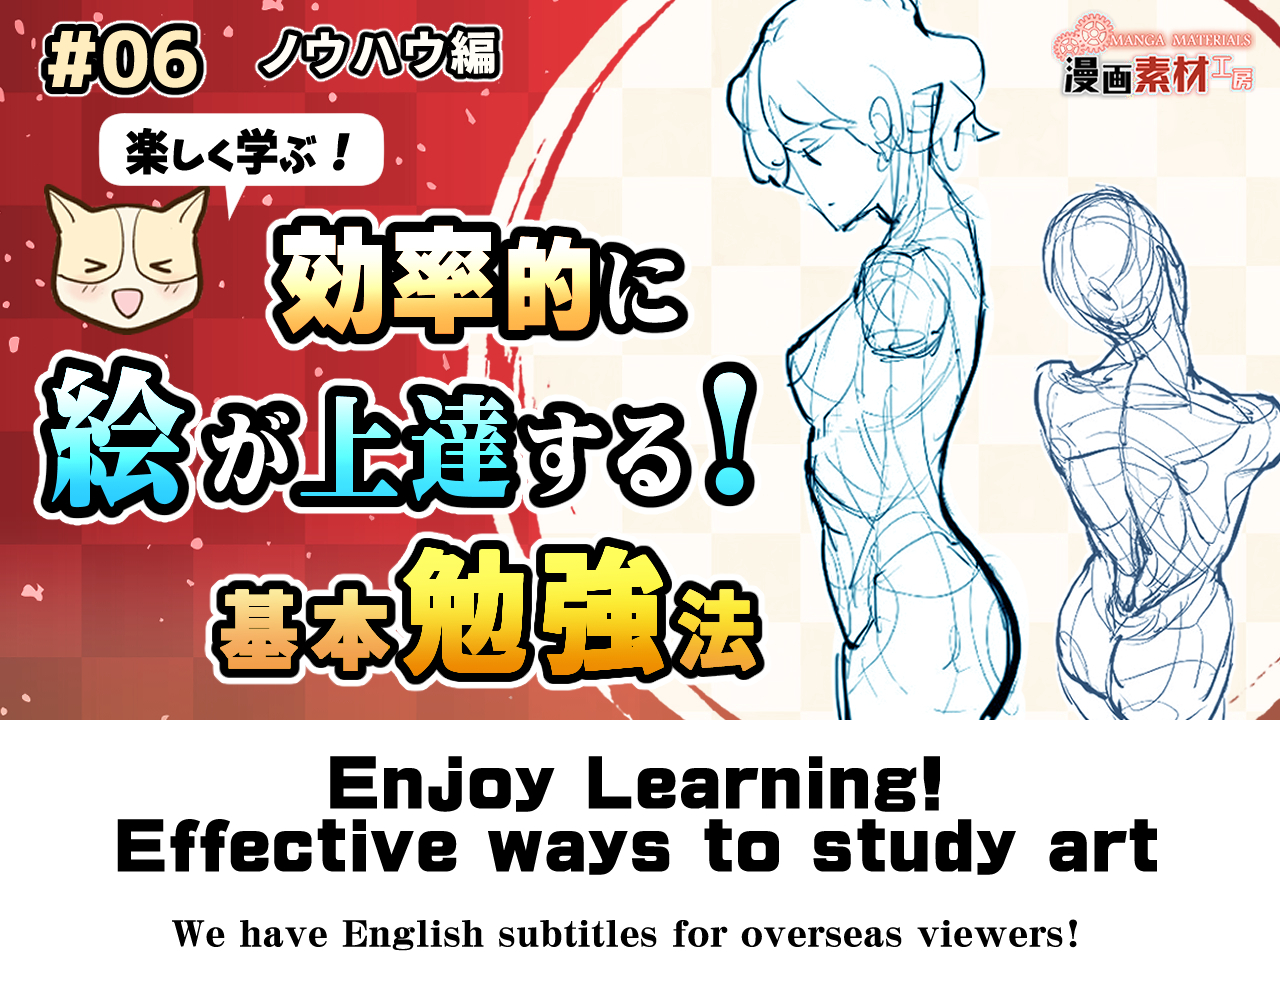 #06 ノウハウ編
MANGA MATERIALS
漫画素材工房
楽しく学ぶ！
効率的に
絵が上達する！
基本勉強法
Enjoy Learning!
Effective ways to study art
We have English subtitles for overseas viewers!